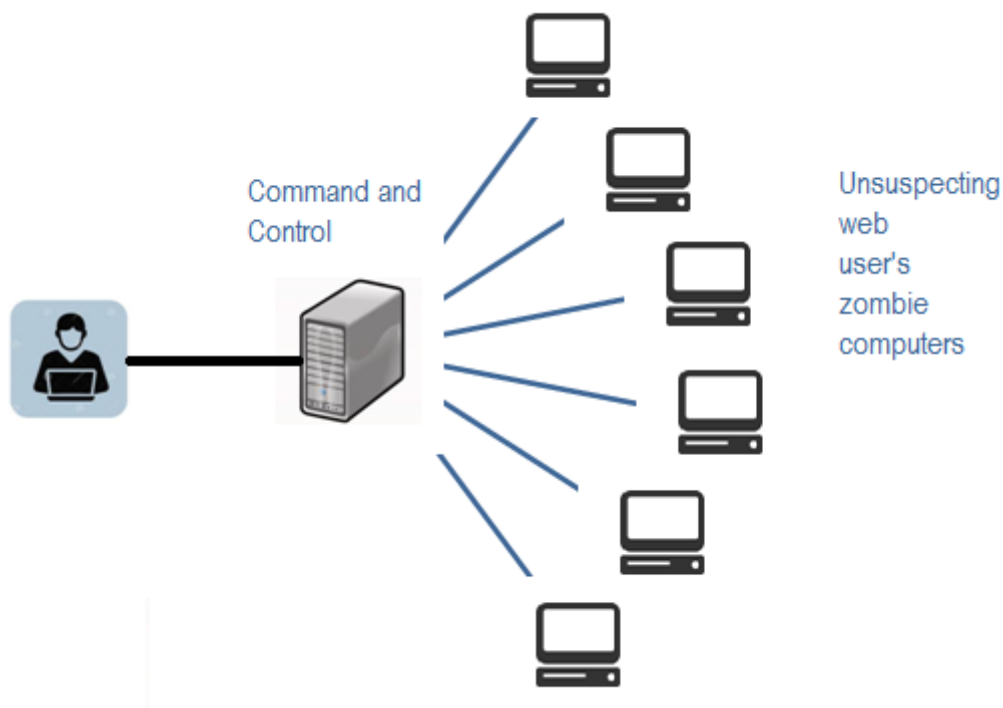 Command and
Control
Unsuspecting
web
user's
zombie
computers